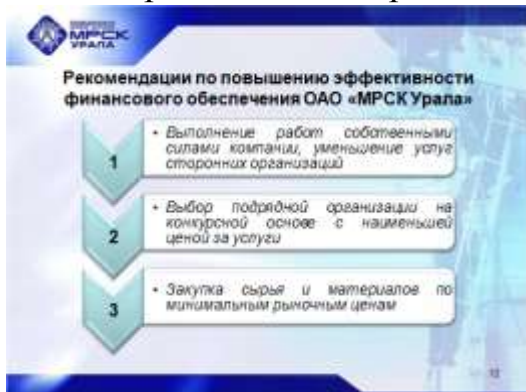 МРСК
УРАЛА
Рекомендации по повышению эффективности
финансового обеспечения ОАО «МРСК Урала»
1
• Выполнение работ собственными
силами компании, уменьшение услуг
сторонних организаций
2
• Выбор подрядной организации на
конкурсной основе с наименьшей
ценой за услуги
3
• Закупка сырья и материалов по
минимальным рыночным ценам